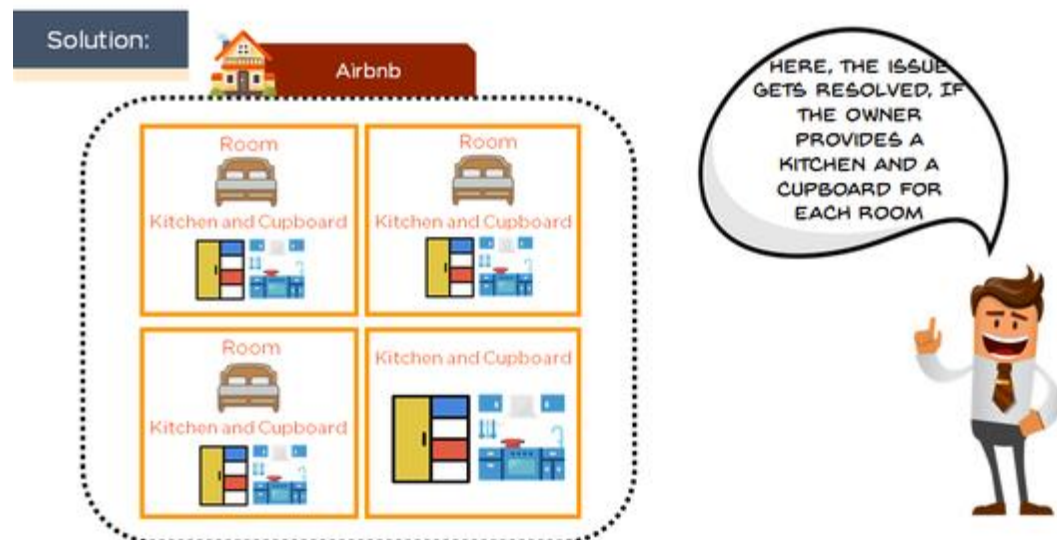 Solution:
Airbnb
Room
Kitchen and Cupboard
Room
Kitchen and Cupboard
Room
Kitchen and Cupboard
Kitchen and Cupboard
HERE, THE ISSUE
GETS RESOLVED, IF
THE OWNER
PROVIDES A
KITCHEN AND A
CUPBOARD FOR
EACH ROOM